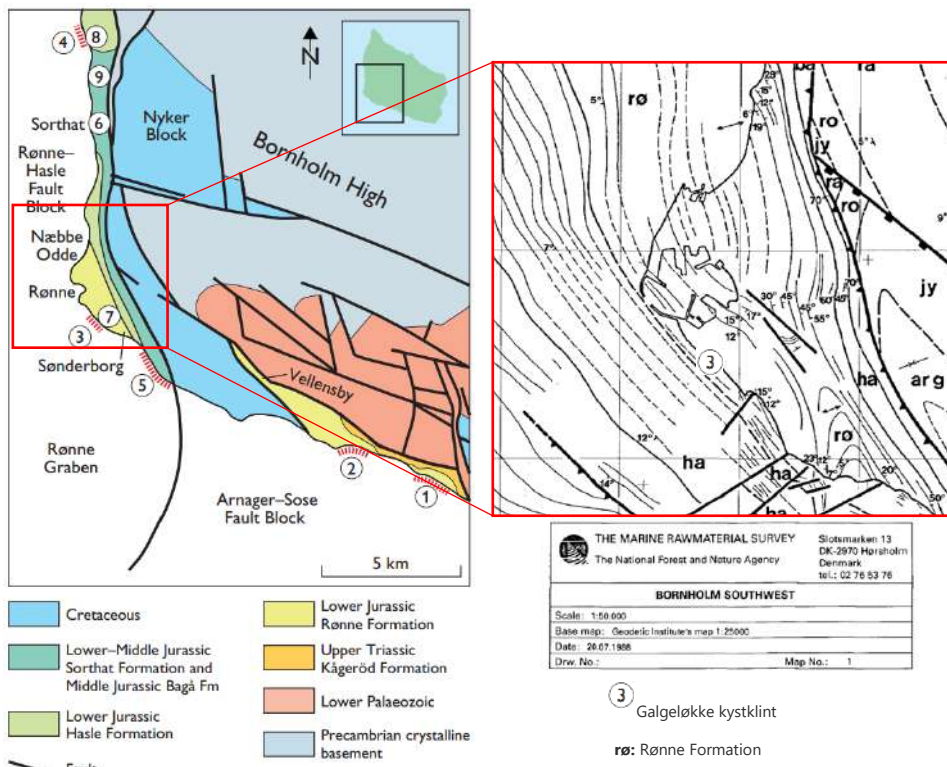 4
8
9
6
Sorthat
Nyker
Block
Bornholm High
N
Rønne–
Hasle
Fault
Block
Næbbe
Odde
Rønne
7
3
Sønderborg
5
Vellensby
2
1
Rønne
Graben
Arnager–Sose
Fault Block
5 km
Cretaceous
Lower–Middle Jurassic
Sorthat Formation and
Middle Jurassic Bagå Fm
Lower Jurassic
Hasle Formation
Lower Jurassic
Rønne Formation
Upper Triassic
Kågeröd Formation
Lower Palaeozoic
Precambrian crystalline
basement
ba
ra
5°
rø
15°
12°
6°
19°
ro
jy
ra
ro
70°
9°
7°
70°
jy
30°
45°
60°
45°
45°
55°
15°
17°
12°
3
ha
ar g
15°
12°
12°
rø
ha
14°
ha
20°
50°
ha
THE MARINE RAWMATERIAL SURVEY
The National Forest and Nature Agency
Slotsmarken 13
DK-2970 Hørsholm
Denmark
tel.: 02 76 53 76
BORNHOLM SOUTHWEST
Scale: 1:50 000
Base map: Geodetic Institute's map 1:25000
Date: 20.07.1988
Drw. No.: Map No.: 1
3 Galgeløkke kystklint
rø: Rønne Formation